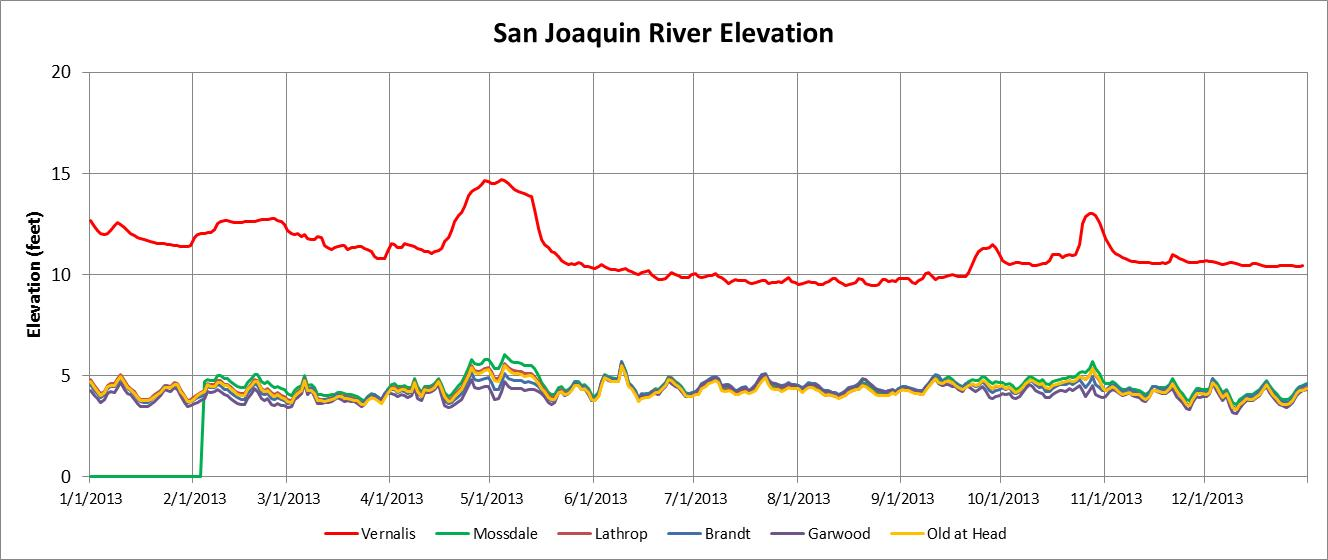 San Joaquin River Elevation
20
15
10
5
0
Elevation (feet)
1/1/2013 2/1/2013 3/1/2013 4/1/2013 5/1/2013 6/1/2013 7/1/2013 8/1/2013 9/1/2013 10/1/2013 11/1/2013 12/1/2013
Vernalis Mossdale Lathrop Brandt Garwood Old at Head